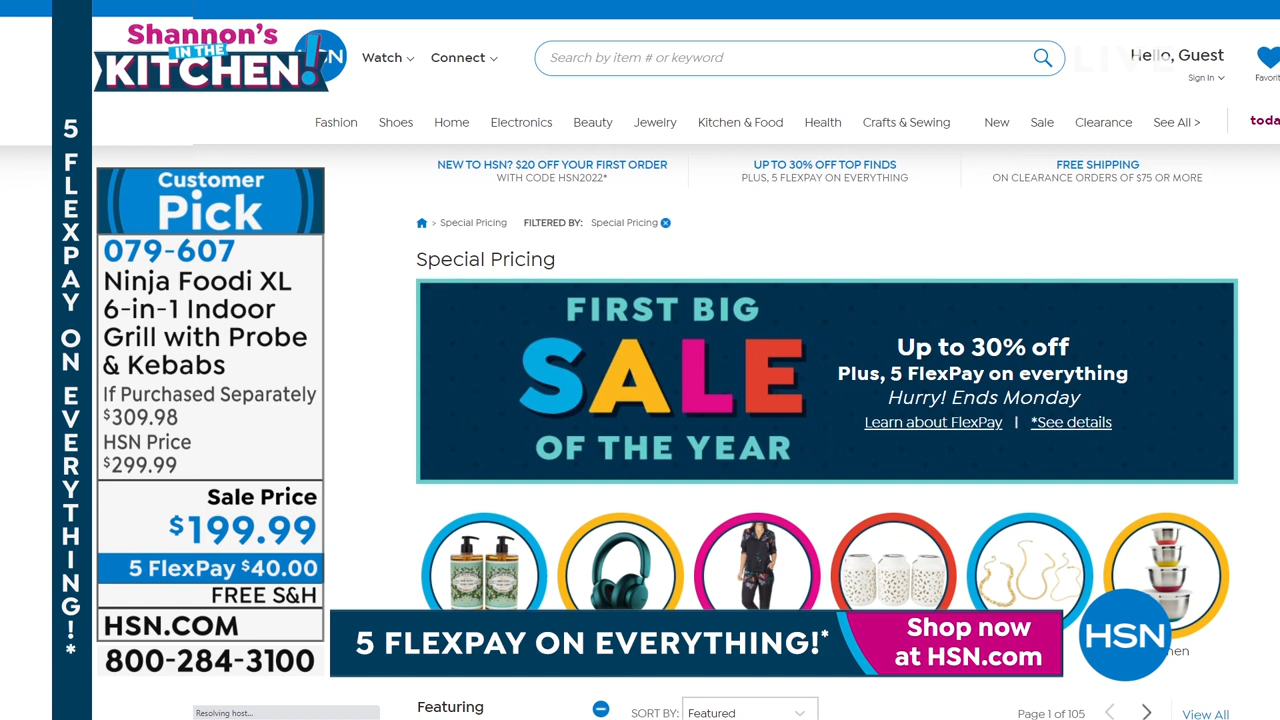 Shannon's
IN THE
KITCHEN!
Watch
Connect
Search by item # or keyword
LIVE
Hello, Guest
Sign In
Favorit
Fashion
Shoes
Home
Electronics
Beauty
Jewelry
Kitchen & Food
Health
Crafts & Sewing
New
Sale
Clearance
See All >
toda
NEW TO HSN? $20 OFF YOUR FIRST ORDER
WITH CODE HSN2022*
UP TO 30% OFF TOP FINDS
PLUS, 5 FLEXPAY ON EVERYTHING
FREE SHIPPING
ON CLEARANCE ORDERS OF $75 OR MORE
5 FLEXPAY ON EVERYTHING!*
Customer
Pick
079-607
Ninja Foodi XL
6-in-1 Indoor
Grill with Probe
& Kebabs
If Purchased Separately
$309.98
HSN Price
$299.99
Sale Price
$199.99
5 FlexPay $40.00
FREE S&H
HSN.COM
800-284-3100
> Special Pricing
FILTERED BY: Special Pricing
Special Pricing
FIRST BIG
SALE
OF THE YEAR
Up to 30% off
Plus, 5 FlexPay on everything
Hurry! Ends Monday
Learn about FlexPay | *See details
5 FLEXPAY ON EVERYTHING!*
Shop now
at HSN.com
HSN
Resolving host...
Featuring
SORT BY: Featured
Page 1 of 105
View All